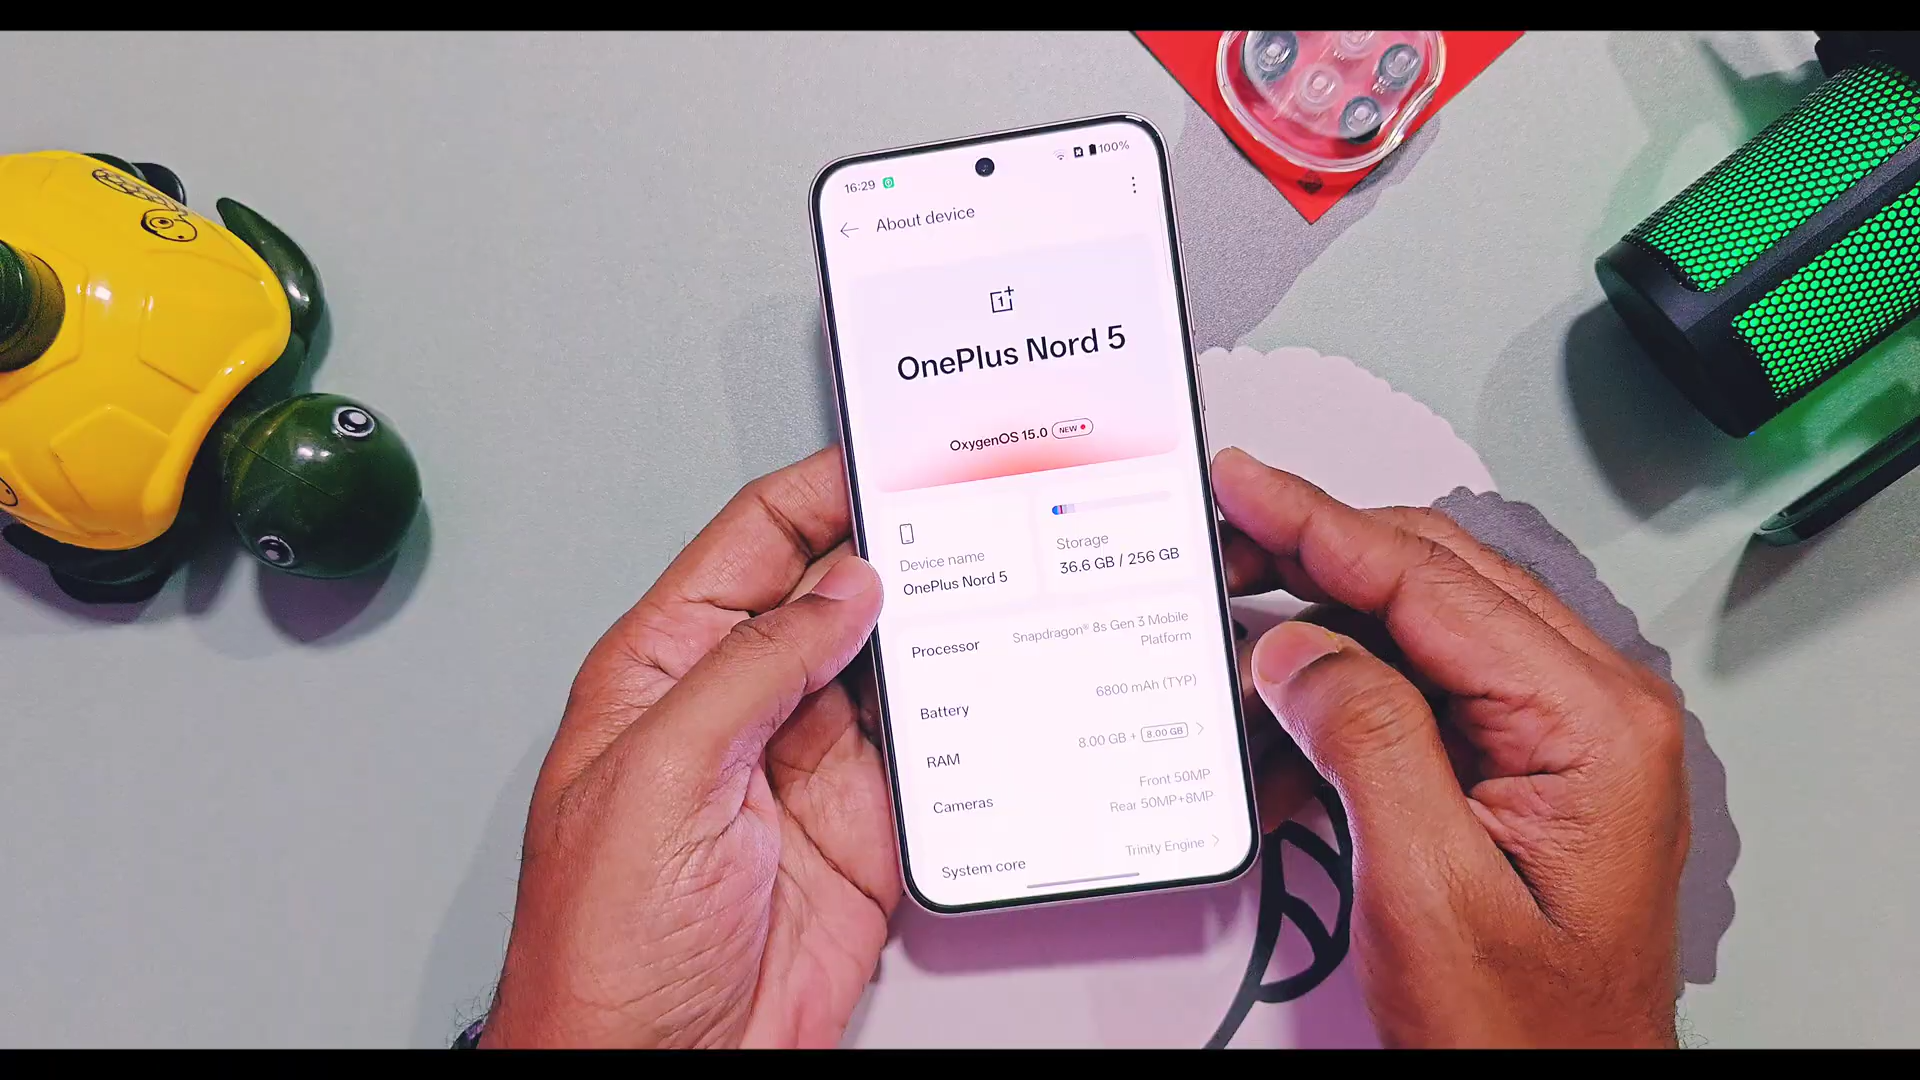 16:29
100%
About device
OnePlus Nord 5
OxygenOS 15.0 NEW
Device name
OnePlus Nord 5
Storage
36.6 GB / 256 GB
Processor
Snapdragon® 8s Gen 3 Mobile
Platform
Battery
6800 mAh (TYP)
RAM
8.00 GB + 8.00 GB
Cameras
Front 50MP
Rear 50MP+8MP
System core
Trinity Engine